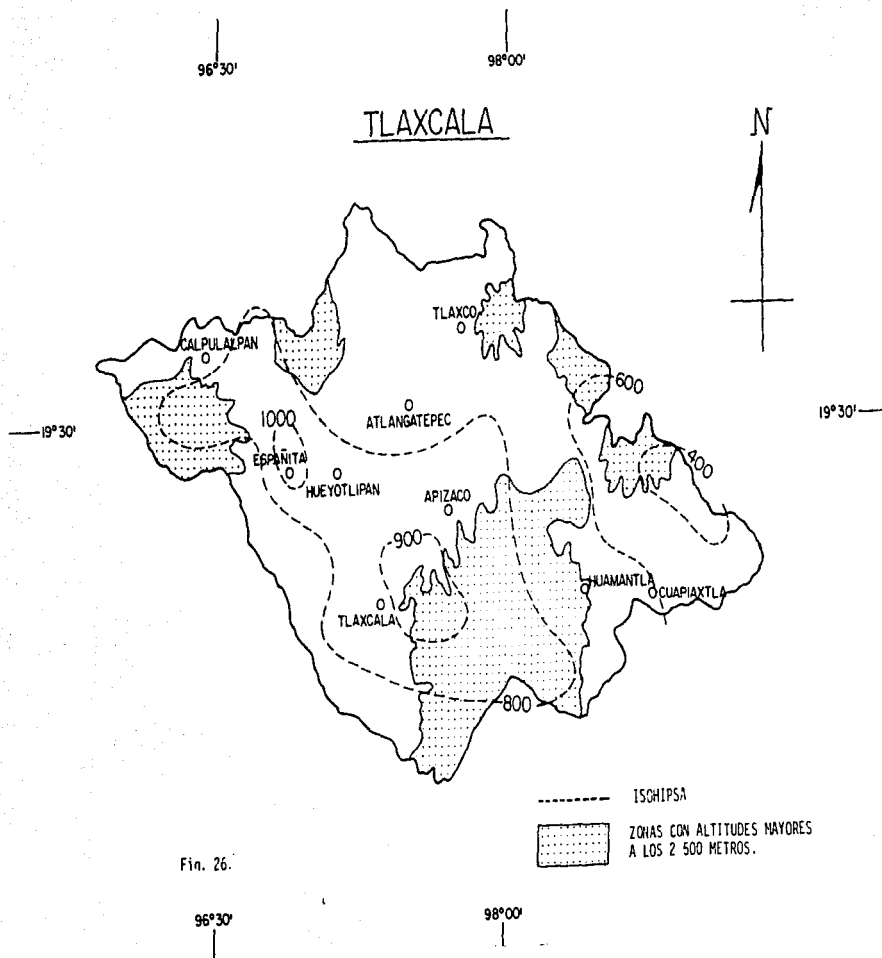 96°30' 98°00'
TLAXCALA
N
TLAXCO
CALPULALPAN
600
ATLANGATEPEC
19°30' 19°30'
1000
400
ESPAÑITA
HUEYOTLIPAN
APIZACO
900
HUAMANTLA
CUAPIAXTLA
TLAXCALA
800
ISOHIPSA
ZONAS CON ALTITUDES MAYORES
A LOS 2 500 METROS.
Fin. 26.
96°30' 98°00'